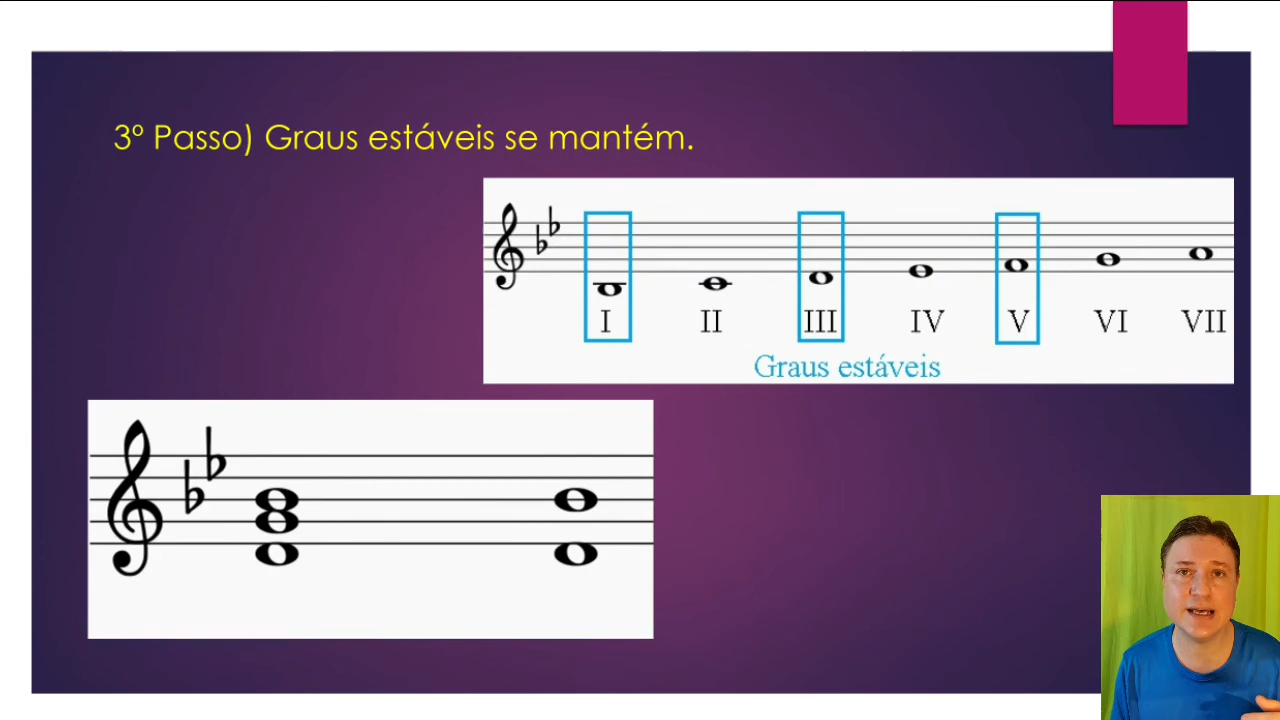 3º Passo) Graus estáveis se mantém.
I II III IV V VI VII
Graus estáveis